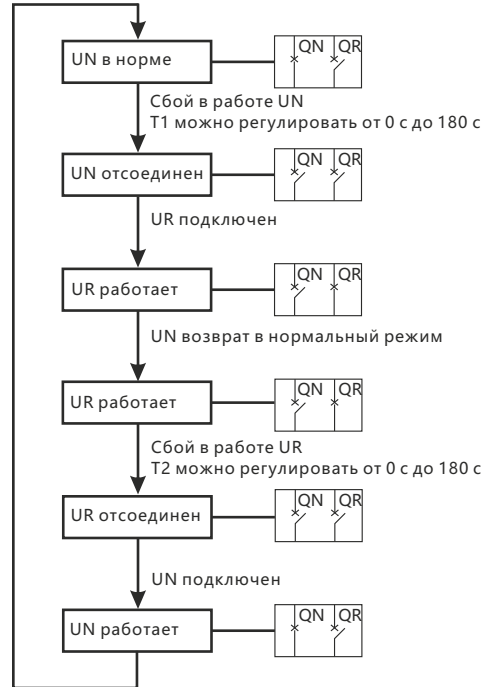 UN в норме
QN QR
Сбой в работе UN
T1 можно регулировать от 0 с до 180 с
UN отсоединен
QN QR
UR подключен
UR работает
QN QR
UN возврат в нормальный режим
UR работает
QN QR
Сбой в работе UR
T2 можно регулировать от 0 с до 180 с
UR отсоединен
QN QR
UN подключен
UN работает
QN QR